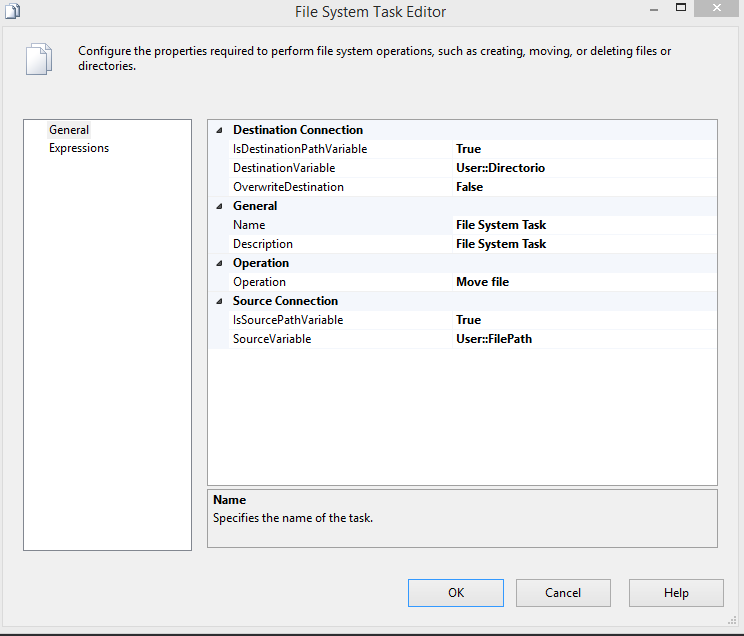 File System Task Editor
Configure the properties required to perform file system operations, such as creating, moving, or deleting files or
directories.
General
Expressions
Destination Connection
IsDestinationPathVariable True
DestinationVariable User::Directorio
OverwriteDestination False
General
Name File System Task
Description File System Task
Operation
Operation Move file
Source Connection
IsSourcePathVariable True
SourceVariable User::FilePath
Name
Specifies the name of the task.
OK Cancel Help